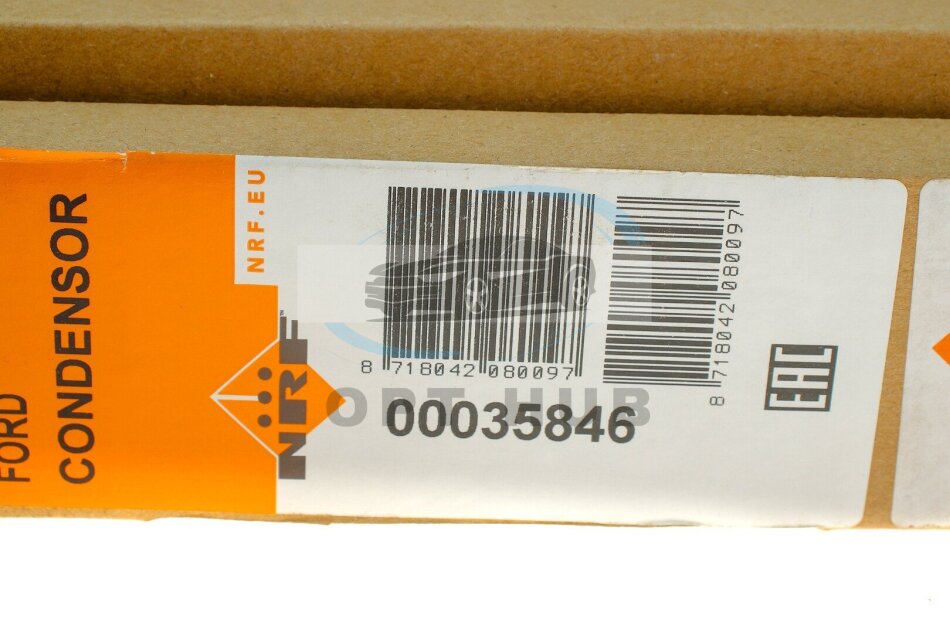 FORD
CONDENSOR
NRF.EU
NRF
8 718042 080097
00035846
8 718042 080097
EAC
OPT HUB